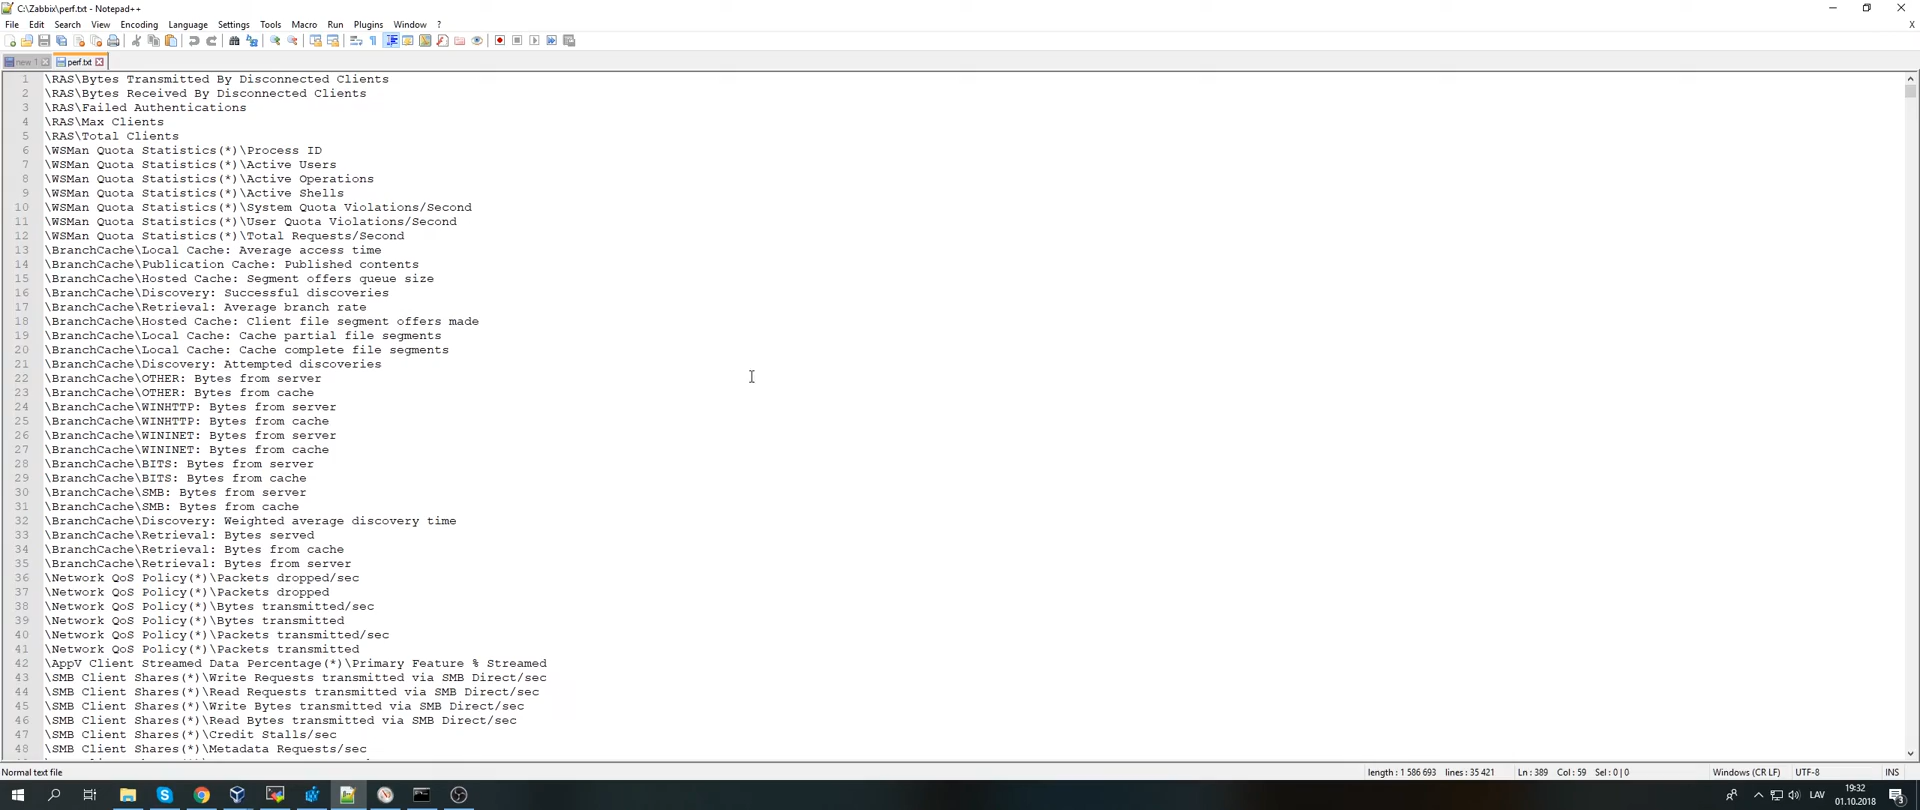 C:\Zabbix\perf.txt - Notepad++
File Edit Search View Encoding Language Settings Tools Macro Run Plugins Window ? X
new 1 perf.txt
1 \RAS\Bytes Transmitted By Disconnected Clients
2 \RAS\Bytes Received By Disconnected Clients
3 \RAS\Failed Authentications
4 \RAS\Max Clients
5 \RAS\Total Clients
6 \WSMan Quota Statistics(*)\Process ID
7 \WSMan Quota Statistics(*)\Active Users
8 \WSMan Quota Statistics(*)\Active Operations
9 \WSMan Quota Statistics(*)\Active Shells
10 \WSMan Quota Statistics(*)\System Quota Violations/Second
11 \WSMan Quota Statistics(*)\User Quota Violations/Second
12 \WSMan Quota Statistics(*)\Total Requests/Second
13 \BranchCache\Local Cache: Average access time
14 \BranchCache\Publication Cache: Published contents
15 \BranchCache\Hosted Cache: Segment offers queue size
16 \BranchCache\Discovery: Successful discoveries
17 \BranchCache\Retrieval: Average branch rate
18 \BranchCache\Hosted Cache: Client file segment offers made
19 \BranchCache\Local Cache: Cache partial file segments
20 \BranchCache\Local Cache: Cache complete file segments
21 \BranchCache\Discovery: Attempted discoveries
22 \BranchCache\OTHER: Bytes from server
23 \BranchCache\OTHER: Bytes from cache
24 \BranchCache\WINHTTP: Bytes from server
25 \BranchCache\WINHTTP: Bytes from cache
26 \BranchCache\WININET: Bytes from server
27 \BranchCache\WININET: Bytes from cache
28 \BranchCache\BITS: Bytes from server
29 \BranchCache\BITS: Bytes from cache
30 \BranchCache\SMB: Bytes from server
31 \BranchCache\SMB: Bytes from cache
32 \BranchCache\Discovery: Weighted average discovery time
33 \BranchCache\Retrieval: Bytes served
34 \BranchCache\Retrieval: Bytes from cache
35 \BranchCache\Retrieval: Bytes from server
36 \Network QoS Policy(*)\Packets dropped/sec
37 \Network QoS Policy(*)\Packets dropped
38 \Network QoS Policy(*)\Bytes transmitted/sec
39 \Network QoS Policy(*)\Bytes transmitted
40 \Network QoS Policy(*)\Packets transmitted/sec
41 \Network QoS Policy(*)\Packets transmitted
42 \AppV Client Streamed Data Percentage(*)\Primary Feature % Streamed
43 \SMB Client Shares(*)\Write Requests transmitted via SMB Direct/sec
44 \SMB Client Shares(*)\Read Requests transmitted via SMB Direct/sec
45 \SMB Client Shares(*)\Write Bytes transmitted via SMB Direct/sec
46 \SMB Client Shares(*)\Read Bytes transmitted via SMB Direct/sec
47 \SMB Client Shares(*)\Credit Stalls/sec
48 \SMB Client Shares(*)\Metadata Requests/sec
Normal text file length : 1 586 693 lines : 35 421 Ln : 389 Col : 59 Sel : 0 | 0 Windows (CR LF) UTF-8 INS
LAV 19:32
01.10.2018 3